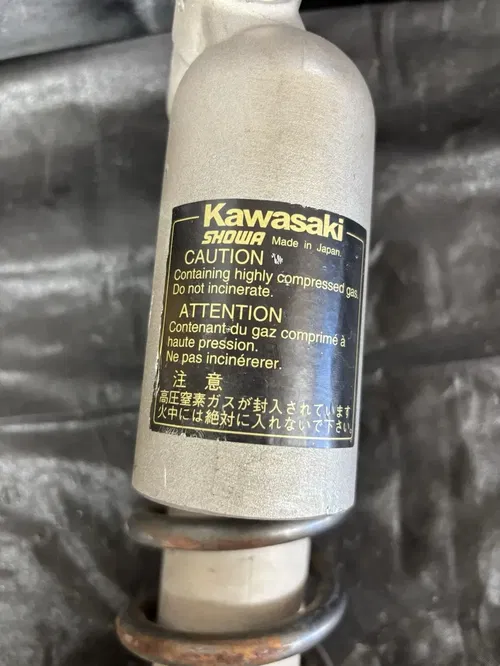 Kawasaki
SHOWA Made in Japan.
CAUTION
Containing highly compressed gas.
Do not incinerate.
ATTENTION
Contenant du gaz comprimé à
haute pression.
Ne pas incinérerer.
注 意
高圧窒素ガスが封入されています
火中には絶対に入れないで下さい。